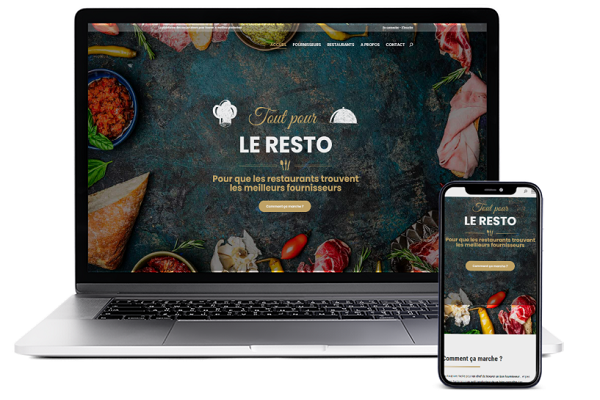 ACCUEIL FOURNISSEURS RESTAURANTS A PROPOS CONTACT
Tout pour
LE RESTO
Pour que les restaurants trouvent
les meilleurs fournisseurs
Comment ça marche ?
Tout pour
LE RESTO
Pour que les restaurants trouvent
les meilleurs fournisseurs
Comment ça marche ?
Comment ça marche ?